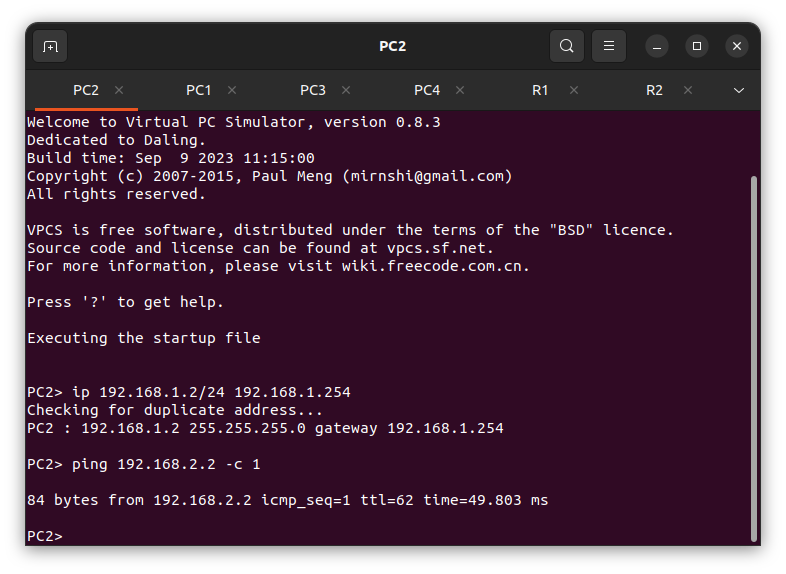 PC2
PC2 PC1 PC3 PC4 R1 R2
Welcome to Virtual PC Simulator, version 0.8.3
Dedicated to Daling.
Build time: Sep  9 2023 11:15:00
Copyright (c) 2007-2015, Paul Meng (mirnshi@gmail.com)
All rights reserved.
VPCS is free software, distributed under the terms of the "BSD" licence.
Source code and license can be found at vpcs.sf.net.
For more information, please visit wiki.freecode.com.cn.
Press '?' to get help.
Executing the startup file
PC2> ip 192.168.1.2/24 192.168.1.254
Checking for duplicate address...
PC2 : 192.168.1.2 255.255.255.0 gateway 192.168.1.254
PC2> ping 192.168.2.2 -c 1
84 bytes from 192.168.2.2 icmp_seq=1 ttl=62 time=49.803 ms
PC2>